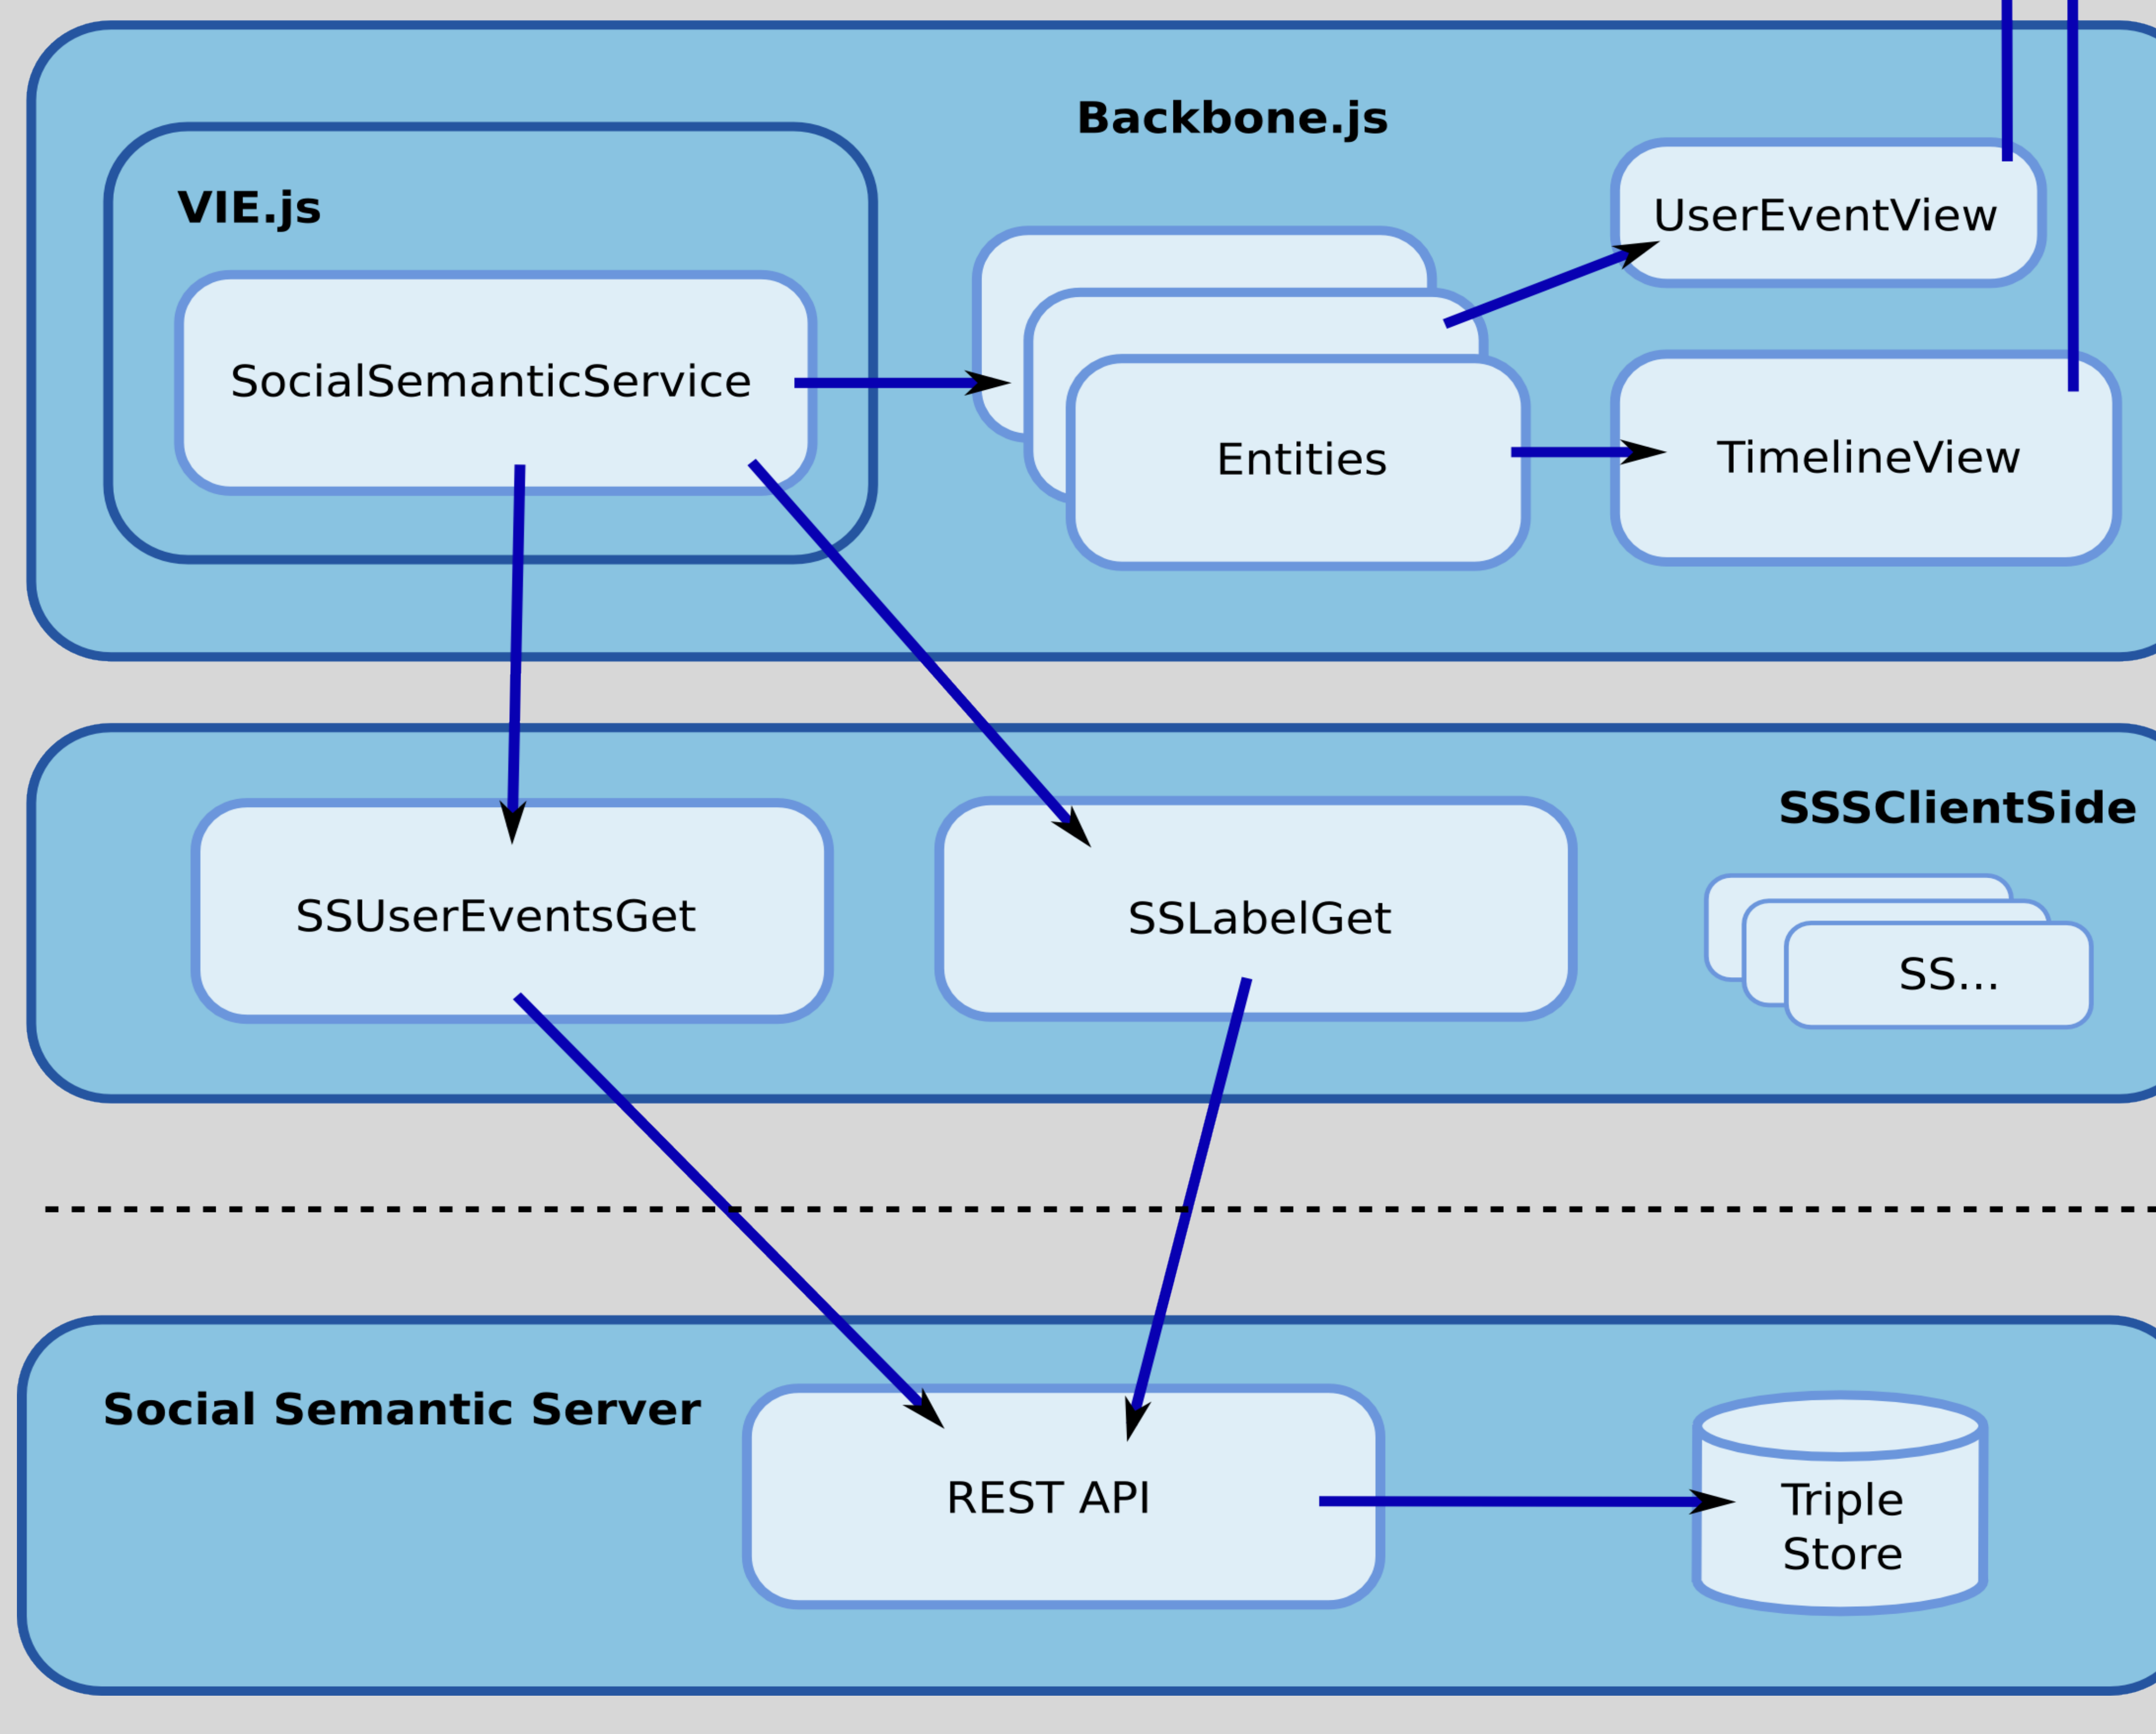 Backbone.js
VIE.js
UserEventView
SocialSemanticService
Entities
TimelineView
SSSClientSide
SSUserEventsGet
SSLabelGet
SS...
Social Semantic Server
REST API
Triple
Store